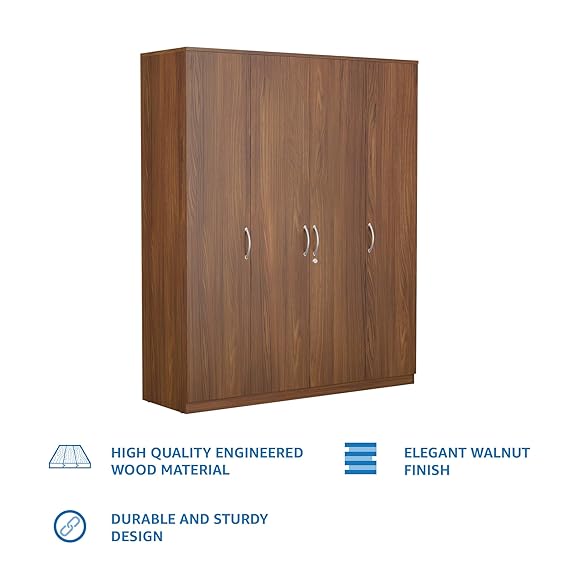 HIGH QUALITY ENGINEERED
WOOD MATERIAL
ELEGANT WALNUT
FINISH
DURABLE AND STURDY
DESIGN